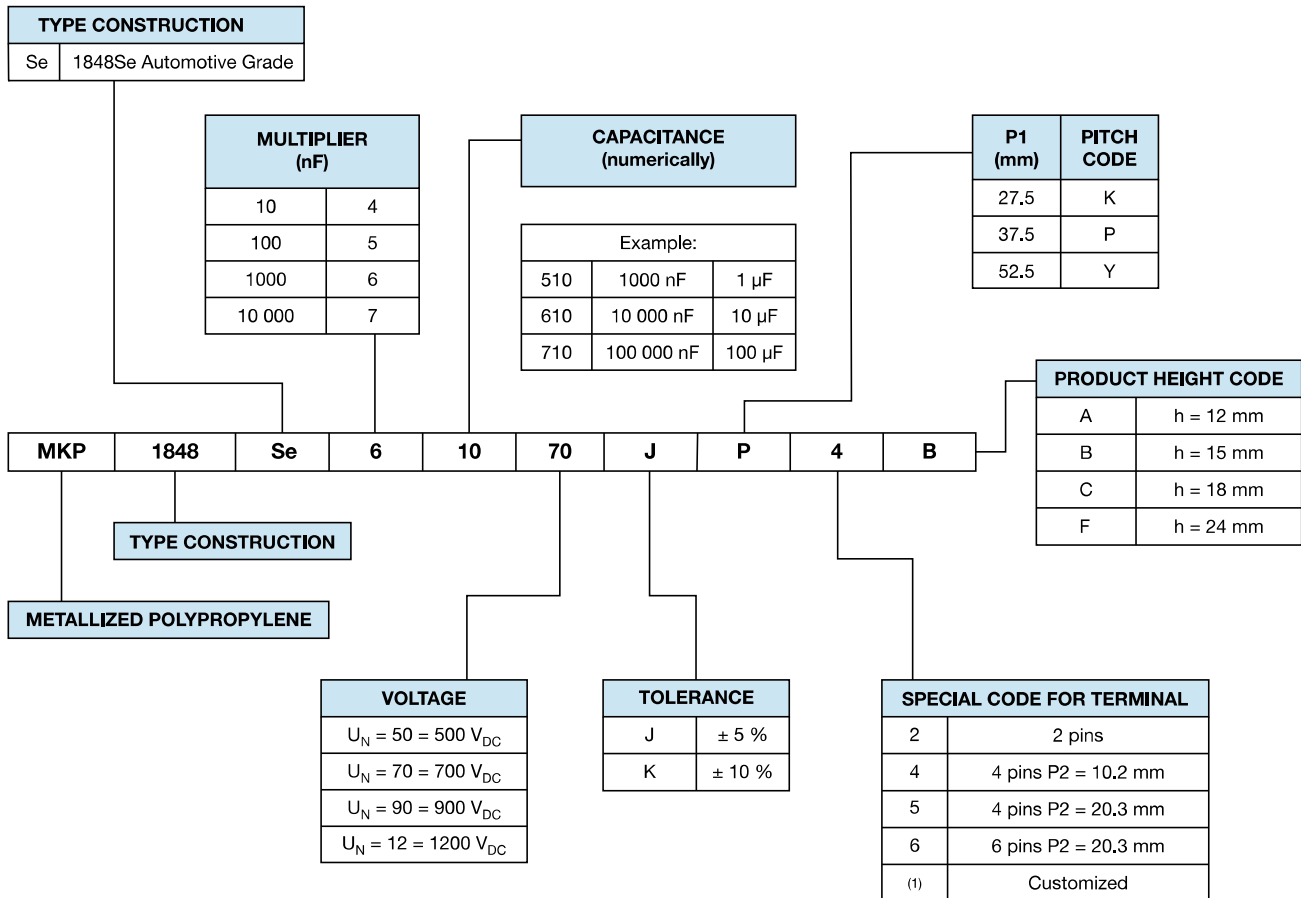 TYPE CONSTRUCTION
Se 1848Se Automotive Grade
MULTIPLIER
(nF)
10 4
100 5
1000 6
10 000 7
CAPACITANCE
(numerically)
Example:
510 1000 nF 1 µF
610 10 000 nF 10 µF
710 100 000 nF 100 µF
P1
(mm)
PITCH
CODE
27.5 K
37.5 P
52.5 Y
PRODUCT HEIGHT CODE
A h = 12 mm
B h = 15 mm
C h = 18 mm
F h = 24 mm
MKP 1848 Se 6 10 70 J P 4 B
TYPE CONSTRUCTION
METALLIZED POLYPROPYLENE
VOLTAGE
U_N = 50 = 500 V_DC
U_N = 70 = 700 V_DC
U_N = 90 = 900 V_DC
U_N = 12 = 1200 V_DC
TOLERANCE
J ± 5 %
K ± 10 %
SPECIAL CODE FOR TERMINAL
2 2 pins
4 4 pins P2 = 10.2 mm
5 4 pins P2 = 20.3 mm
6 6 pins P2 = 20.3 mm
(1) Customized